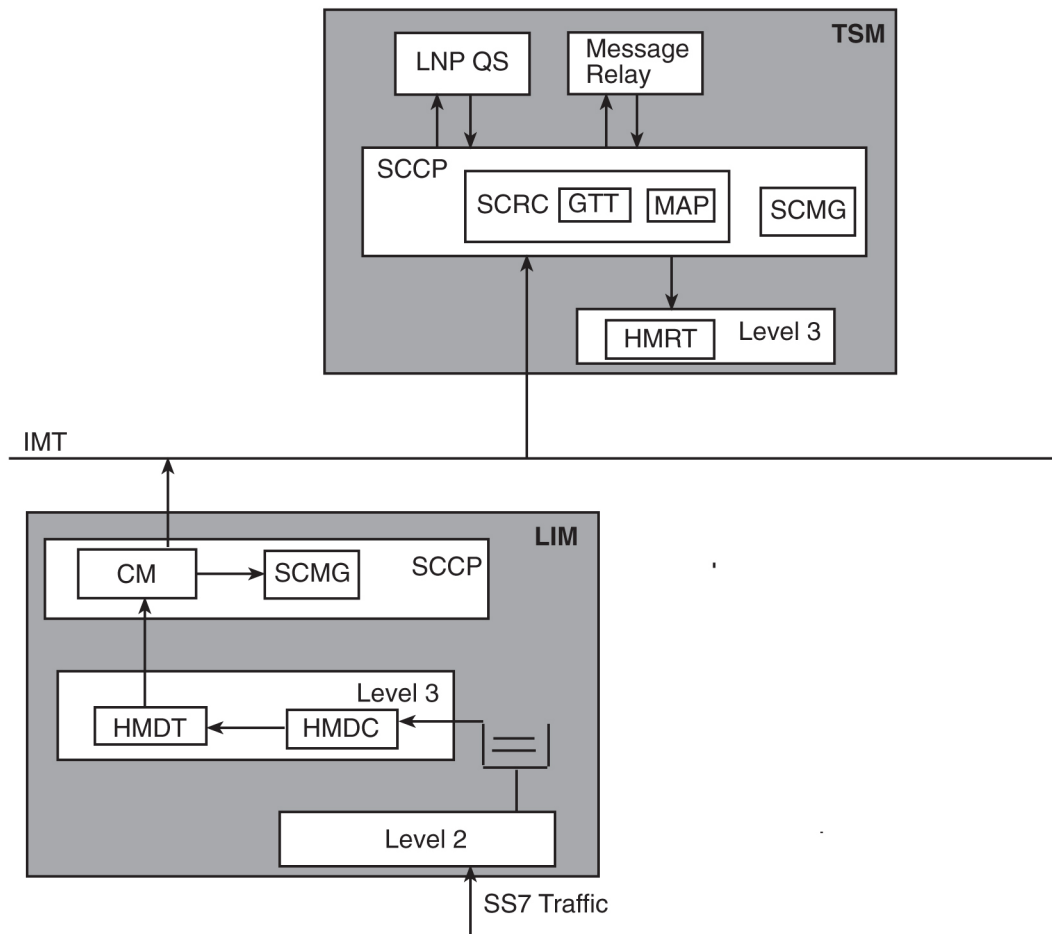 TSM
LNP QS
Message
Relay
SCCP
SCRC
GTT
MAP
SCMG
Level 3
HMRT
IMT
LIM
CM
SCMG
SCCP
Level 3
HMDT
HMDC
Level 2
SS7 Traffic